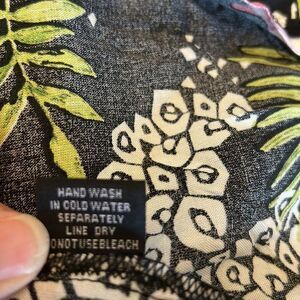 HAND WASH
IN COLD WATER
SEPARATELY
LINE DRY
DONOTUSEBLEACH